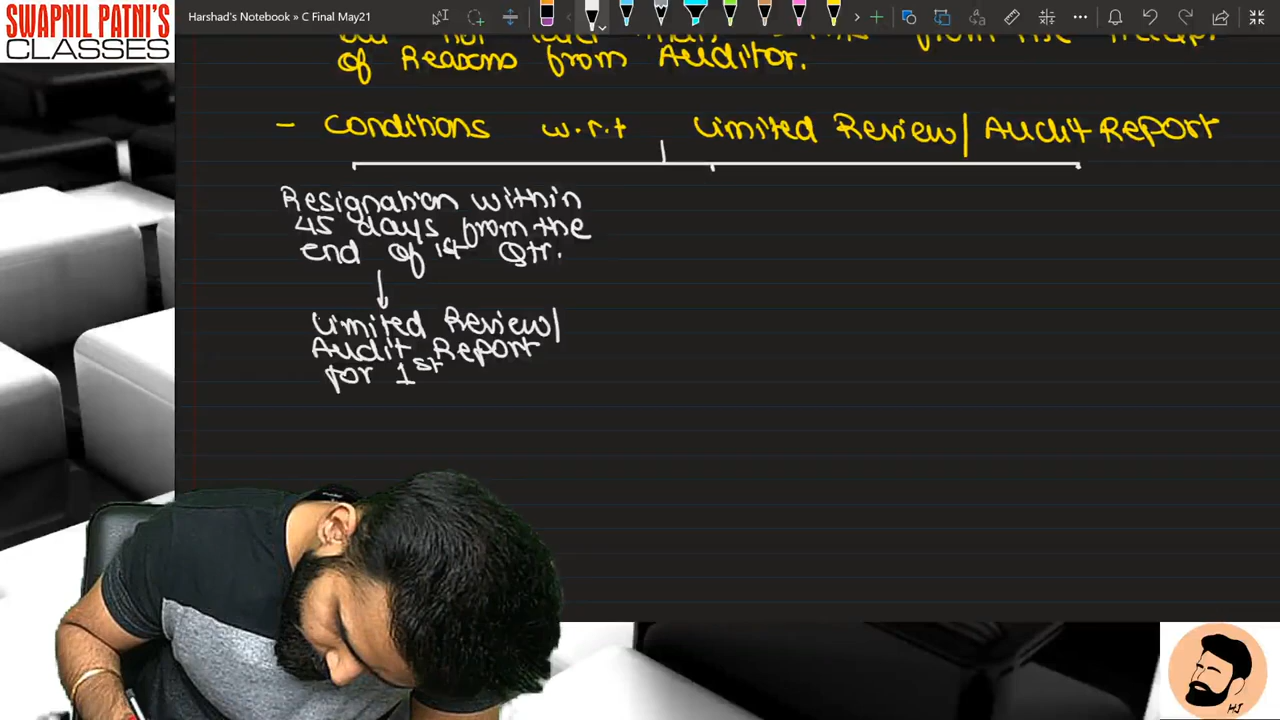 SWAPNIL PATNI'S
CLASSES
Harshad's Notebook » C Final May21
of Reasons from Auditor.
- Conditions w.r.t Limited Review/ Audit Report
Resignation within
45 days from the
end of 1st Qtr.
Limited Review/
Audit Report
for 1st
HJ